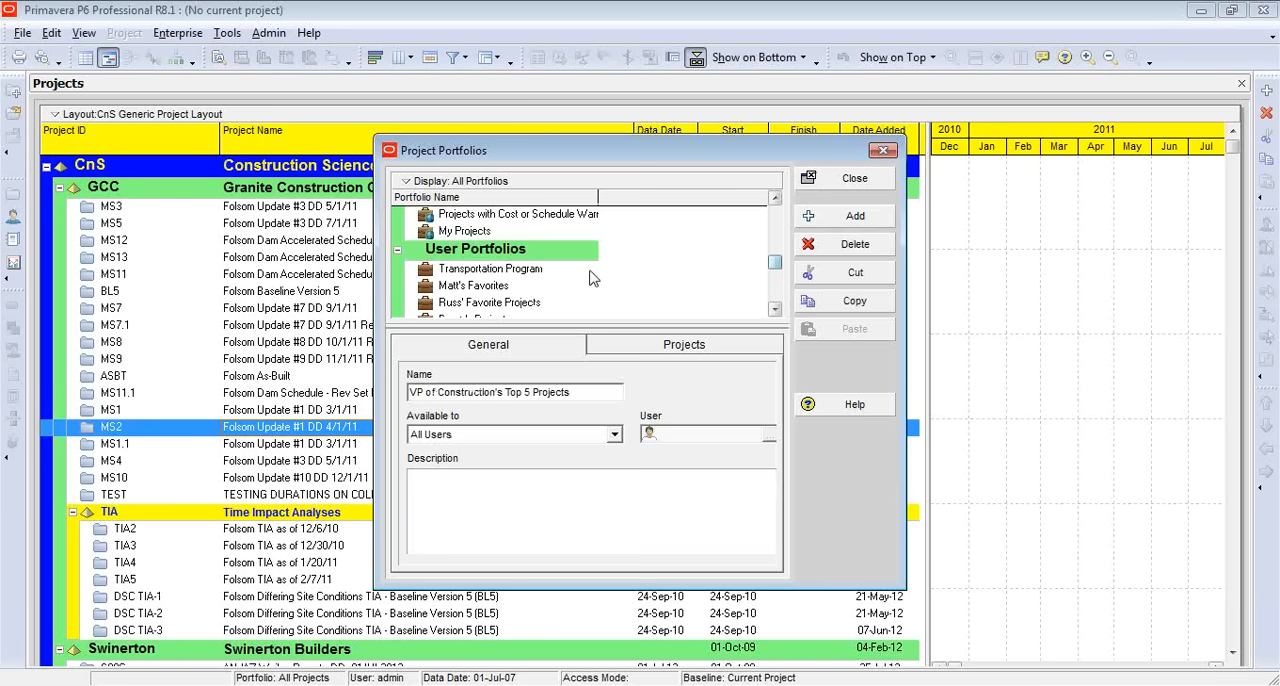 Primavera P6 Professional R8.1 : (No current project)
File Edit View Project Enterprise Tools Admin Help
Show on Bottom Show on Top
Projects
Layout:CnS Generic Project Layout
Project ID Project Name Data Date Start Finish Date Added 2010 2011
Dec Jan Feb Mar Apr May Jun Jul
CnS Construction Science
GCC Granite Construction C
MS3 Folsom Update #3 DD 5/1/11
MS5 Folsom Update #3 DD 7/1/11
MS12 Folsom Dam Accelerated Schedu
MS13 Folsom Dam Accelerated Schedu
MS11 Folsom Dam Accelerated Schedu
BL5 Folsom Baseline Version 5
MS7 Folsom Update #7 DD 9/1/11
MS7.1 Folsom Update #7 DD 9/1/11 Re
MS8 Folsom Update #8 DD 10/1/11 R
MS9 Folsom Update #9 DD 11/1/11 R
ASBT Folsom As-Built
MS11.1 Folsom Dam Schedule - Rev Set
MS1 Folsom Update #1 DD 3/1/11
MS2 Folsom Update #1 DD 4/1/11
MS1.1 Folsom Update #1 DD 3/1/11
MS4 Folsom Update #3 DD 6/1/11
MS10 Folsom Update #10 DD 12/1/11
TEST TESTING DURATIONS ON COL
TIA Time Impact Analyses
TIA2 Folsom TIA as of 12/6/10
TIA3 Folsom TIA as of 12/30/10
TIA4 Folsom TIA as of 1/20/11
TIA5 Folsom TIA as of 2/7/11
DSC TIA-1 Folsom Differing Site Conditions TIA - Baseline Version 5 (BL5) 24-Sep-10 24-Sep-10 21-May-12
DSC TIA-2 Folsom Differing Site Conditions TIA - Baseline Version 5 (BL5) 24-Sep-10 24-Sep-10 21-May-12
DSC TIA-3 Folsom Differing Site Conditions TIA - Baseline Version 5 (BL5) 24-Sep-10 24-Sep-10 07-Jun-12
Swinerton Swinerton Builders 01-Oct-09 04-Feb-12
Project Portfolios
Display: All Portfolios
Portfolio Name
Projects with Cost or Schedule Warr
My Projects
User Portfolios
Transportation Program
Matt's Favorites
Russ' Favorite Projects
Close
Add
Delete
Cut
Copy
Paste
Help
General Projects
Name
VP of Construction's Top 5 Projects
Available to User
All Users
Description
Portfolio: All Projects User: admin Data Date: 01-Jul-07 Access Mode: Baseline: Current Project